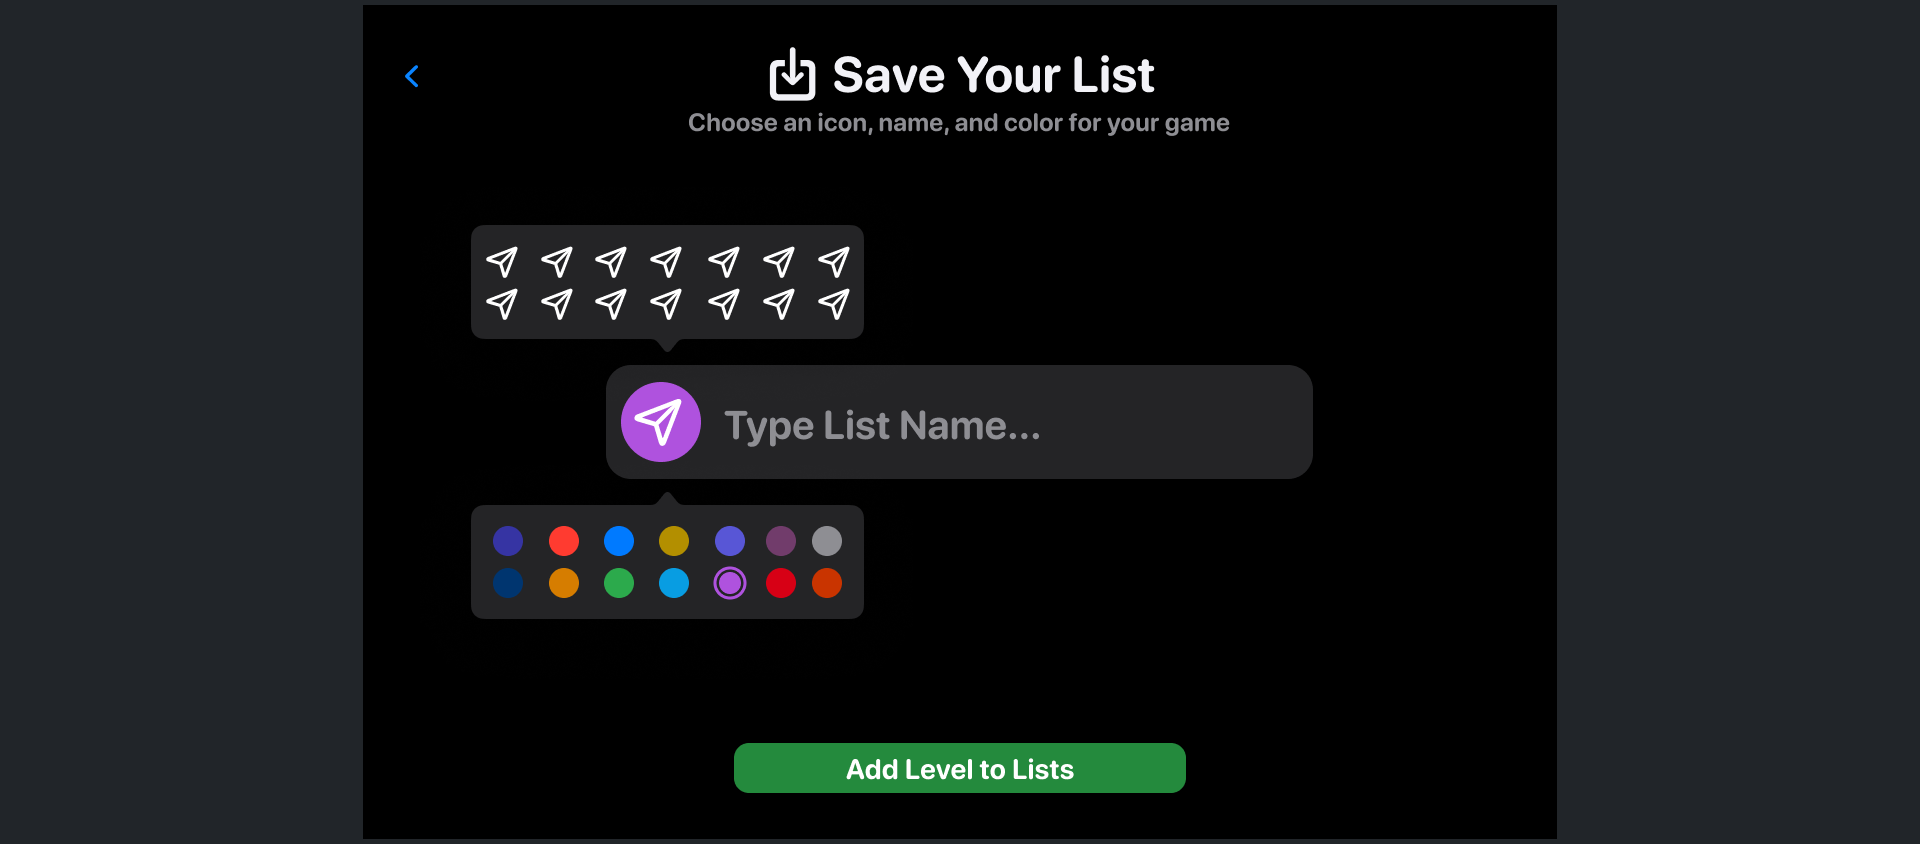 Save Your List
Choose an icon, name, and color for your game
Type List Name...
Add Level to Lists